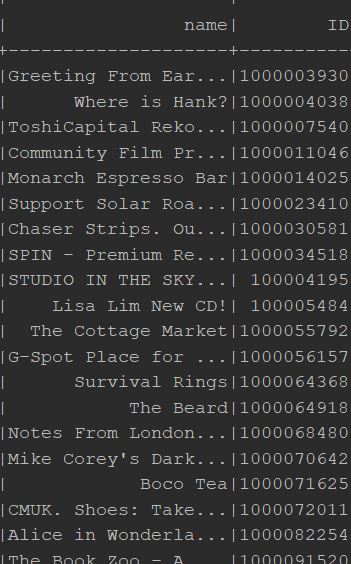 | name| ID
+--------------------+----------
|Greeting From Ear...|1000003930
| Where is Hank?|1000004038
|ToshiCapital Reko...|1000007540
|Community Film Pr...|1000011046
|Monarch Espresso Bar|1000014025
|Support Solar Roa...|1000023410
|Chaser Strips. Ou...|1000030581
|SPIN - Premium Re...|1000034518
|STUDIO IN THE SKY...| 100004195
| Lisa Lim New CD!| 100005484
| The Cottage Market|1000055792
|G-Spot Place for ...|1000056157
| Survival Rings|1000064368
| The Beard|1000064918
|Notes From London...|1000068480
|Mike Corey's Dark...|1000070642
| Boco Tea|1000071625
|CMUK. Shoes: Take...|1000072011
|Alice in Wonderla...|1000082254
|The Book Zoo - A ...|1000091520